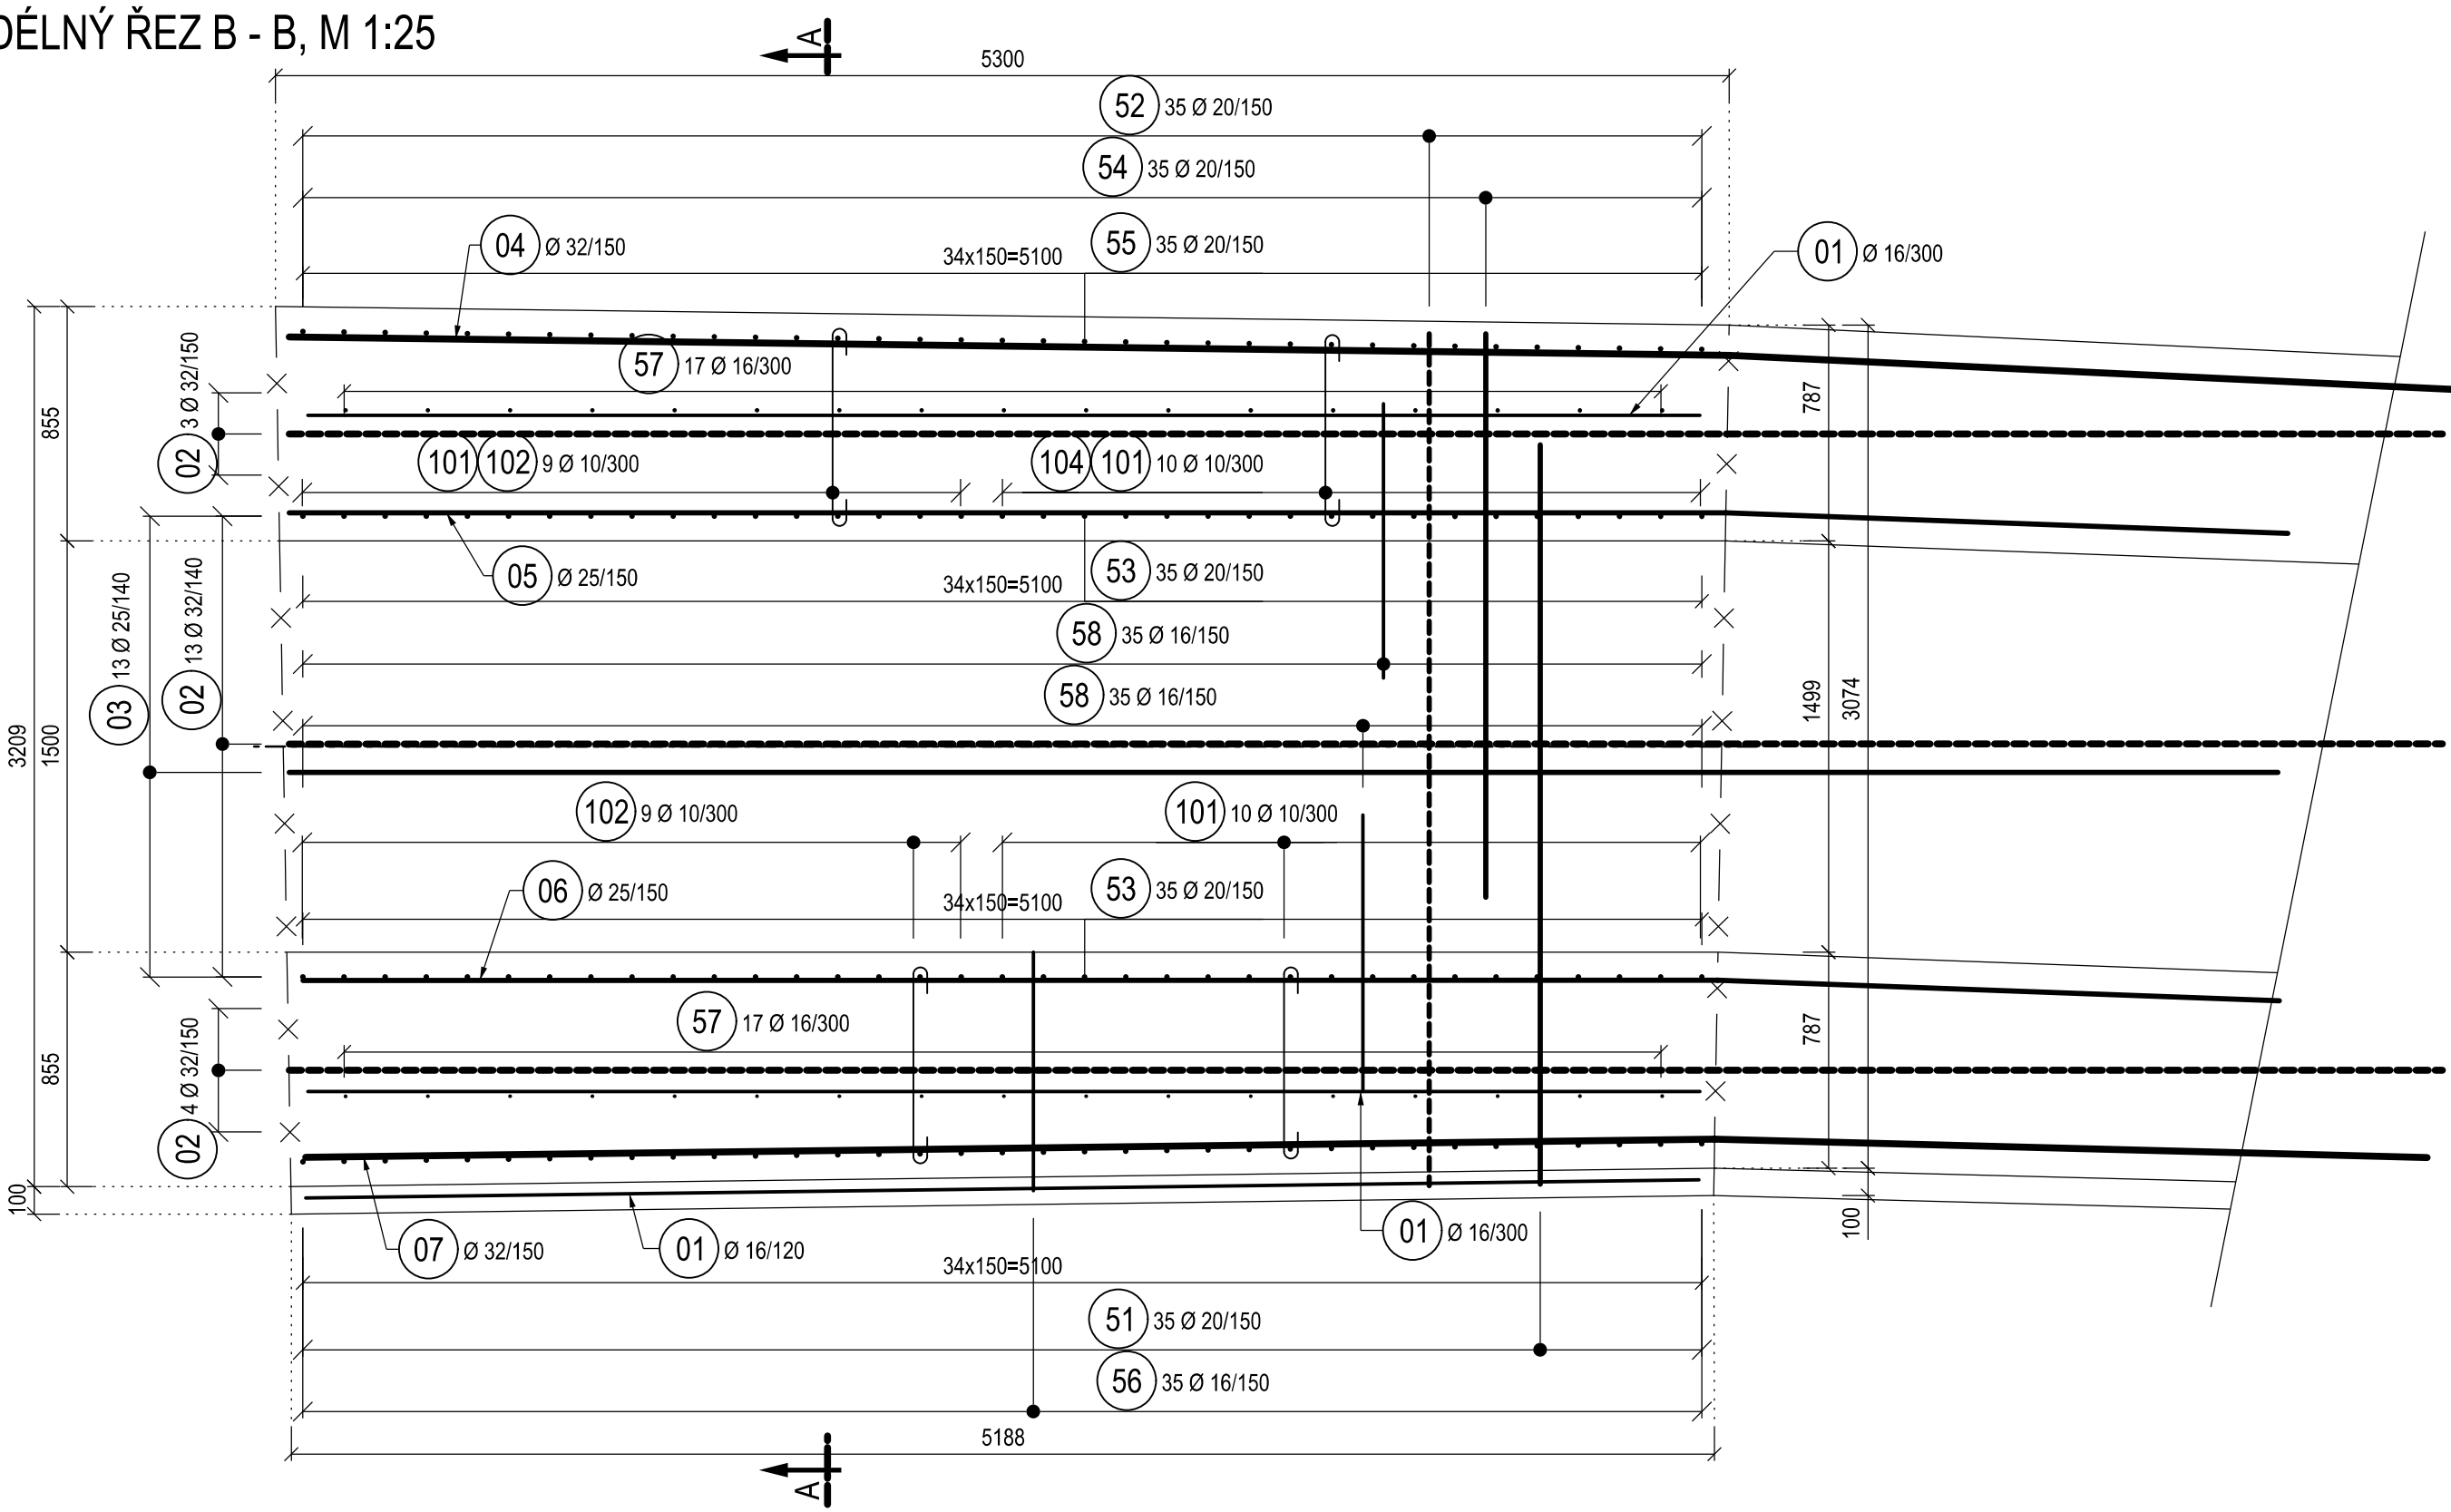 DÉLNÝ ŘEZ B - B, M 1:25
A
5300
52 35 Ø 20/150
54 35 Ø 20/150
04 Ø 32/150
34x150=5100
55 35 Ø 20/150
01 Ø 16/300
57 17 Ø 16/300
02 3 Ø 32/150
855
787
101 102 9 Ø 10/300
104 101 10 Ø 10/300
05 Ø 25/150
34x150=5100
53 35 Ø 20/150
58 35 Ø 16/150
58 35 Ø 16/150
03 13 Ø 25/140
02 13 Ø 32/140
3209
1500
1499
3074
102 9 Ø 10/300
101 10 Ø 10/300
06 Ø 25/150
34x150=5100
53 35 Ø 20/150
57 17 Ø 16/300
787
855
02 4 Ø 32/150
100
100
07 Ø 32/150
01 Ø 16/120
01 Ø 16/300
34x150=5100
51 35 Ø 20/150
56 35 Ø 16/150
5188
A